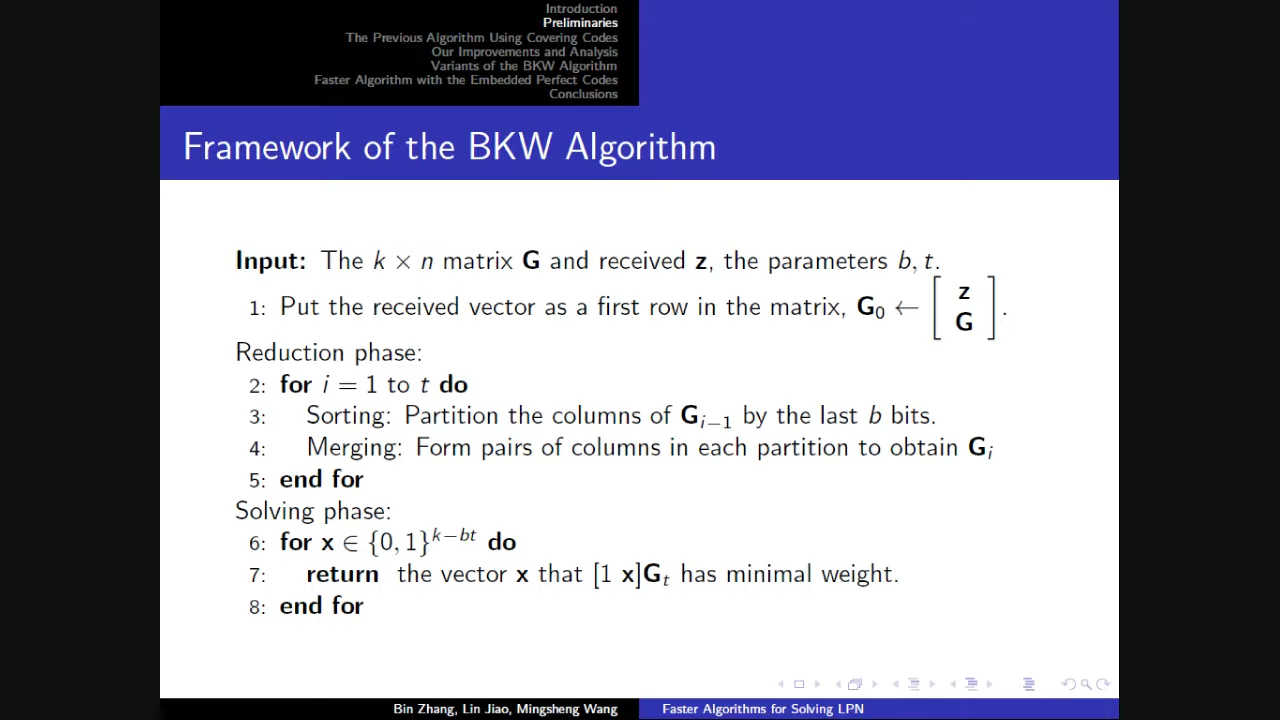 Introduction
Preliminaries
The Previous Algorithm Using Covering Codes
Our Improvements and Analysis
Variants of the BKW Algorithm
Faster Algorithm with the Embedded Perfect Codes
Conclusions
Framework of the BKW Algorithm
Input: The k × n matrix G and received z, the parameters b, t.
1: Put the received vector as a first row in the matrix, G₀ ← [ z G ] .
Reduction phase:
2: for i = 1 to t do
3: Sorting: Partition the columns of Gᵢ₋₁ by the last b bits.
4: Merging: Form pairs of columns in each partition to obtain Gᵢ
5: end for
Solving phase:
6: for x ∈ {0, 1}^{k−bt} do
7: return the vector x that [1 x]Gₜ has minimal weight.
8: end for
Bin Zhang, Lin Jiao, Mingsheng Wang
Faster Algorithms for Solving LPN